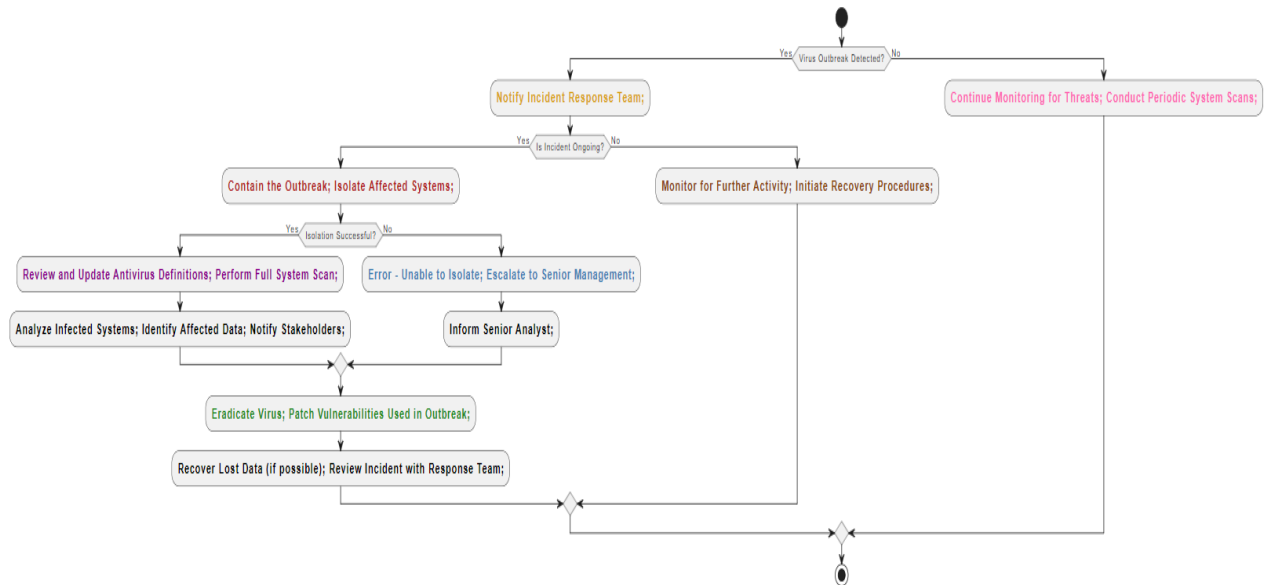 Virus Outbreak Detected?
Yes
No
Notify Incident Response Team;
Continue Monitoring for Threats; Conduct Periodic System Scans;
Is Incident Ongoing?
Yes
No
Contain the Outbreak; Isolate Affected Systems;
Monitor for Further Activity; Initiate Recovery Procedures;
Isolation Successful?
Yes
No
Review and Update Antivirus Definitions; Perform Full System Scan;
Error - Unable to Isolate; Escalate to Senior Management;
Analyze Infected Systems; Identify Affected Data; Notify Stakeholders;
Inform Senior Analyst;
Eradicate Virus; Patch Vulnerabilities Used in Outbreak;
Recover Lost Data (if possible); Review Incident with Response Team;